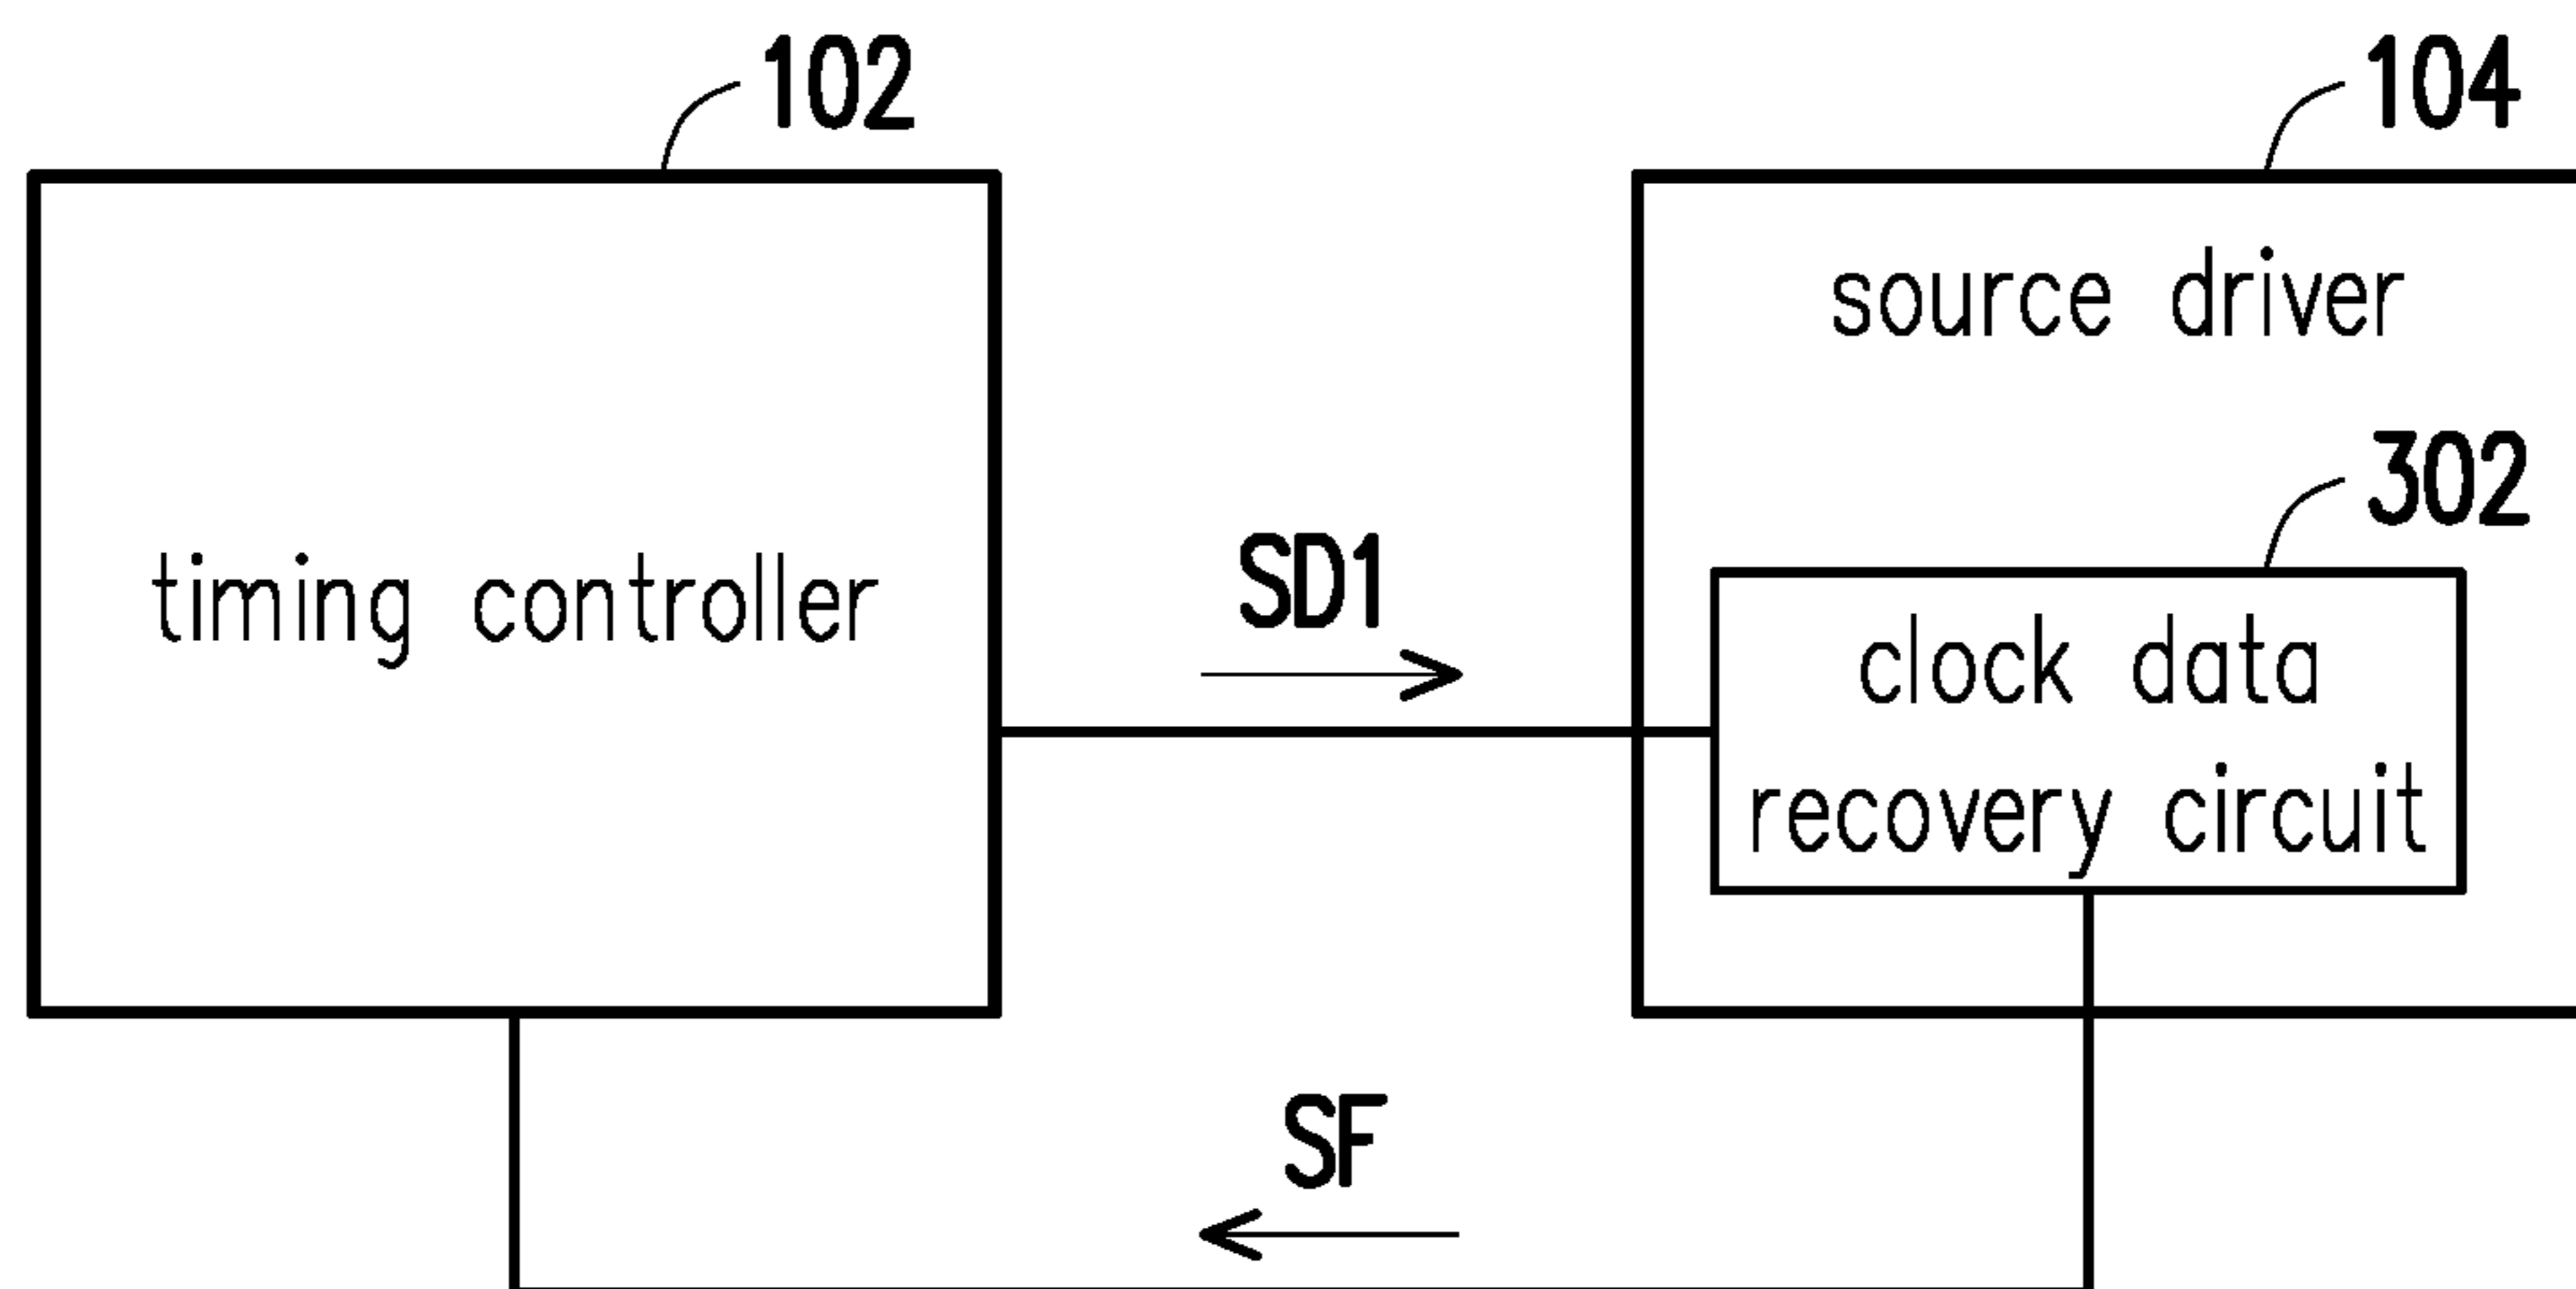 102
104
source driver
302
timing controller
SD1
clock data
recovery circuit
SF